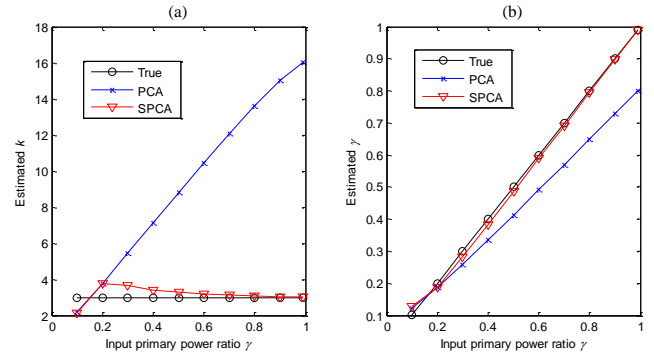 (a)
18
16
14
12
10
8
6
4
2
Estimated k
True
PCA
SPCA
0
0.2
0.4
0.6
0.8
1
Input primary power ratio γ
(b)
1
0.9
0.8
0.7
0.6
0.5
0.4
0.3
0.2
0.1
Estimated γ
True
PCA
SPCA
0
0.2
0.4
0.6
0.8
1
Input primary power ratio γ